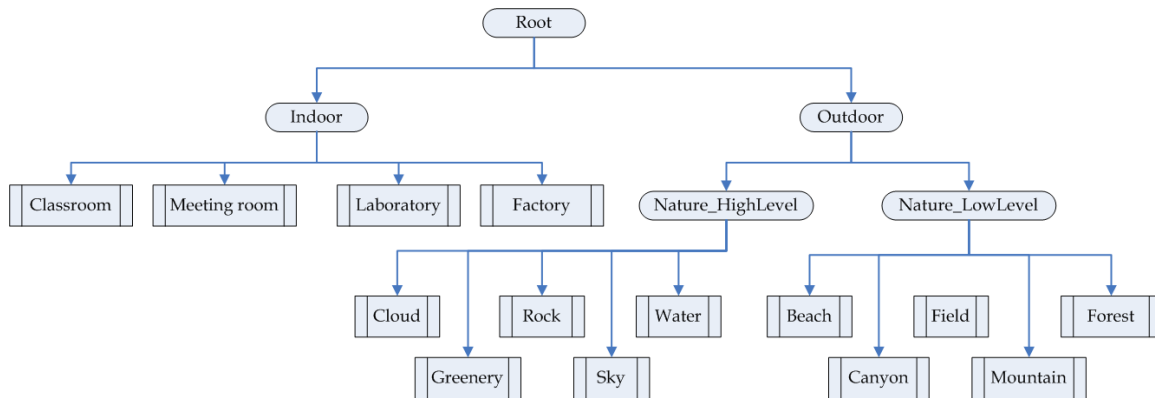 Root
Indoor
Outdoor
Classroom
Meeting room
Laboratory
Factory
Nature_HighLevel
Nature_LowLevel
Cloud
Rock
Water
Beach
Field
Forest
Greenery
Sky
Canyon
Mountain